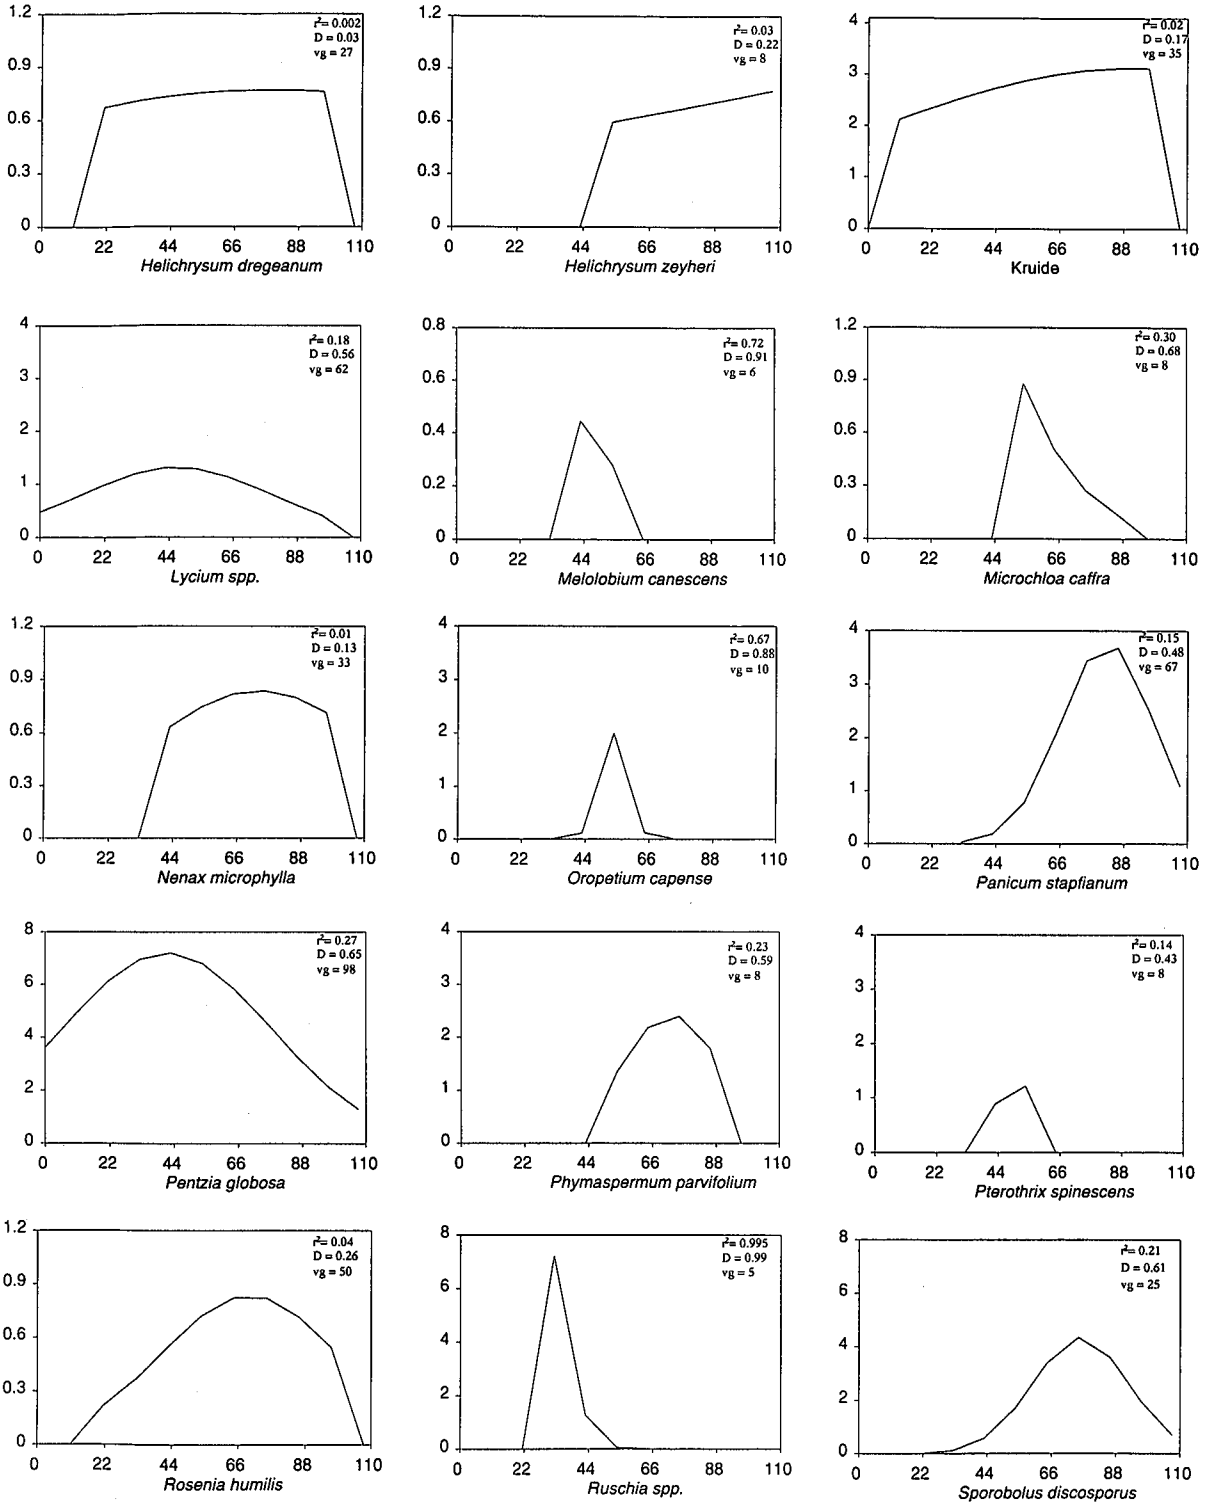 1.2
0.9
0.6
0.3
0
r²= 0.002
D = 0.03
vg = 27
0 22 44 66 88 110
Helichrysum dregeanum
1.2
0.9
0.6
0.3
0
r²= 0.03
D = 0.22
vg = 8
0 22 44 66 88 110
Helichrysum zeyheri
4
3
2
1
0
r²= 0.02
D = 0.17
vg = 35
0 22 44 66 88 110
Kruide
4
3
2
1
0
r²= 0.18
D = 0.56
vg = 62
0 22 44 66 88 110
Lycium spp.
0.8
0.6
0.4
0.2
0
r²= 0.72
D = 0.91
vg = 6
0 22 44 66 88 110
Melolobium canescens
1.2
0.9
0.6
0.3
0
r²= 0.30
D = 0.68
vg = 8
0 22 44 66 88 110
Microchloa caffra
1.2
0.9
0.6
0.3
0
r²= 0.01
D = 0.13
vg = 33
0 22 44 66 88 110
Nenax microphylla
4
3
2
1
0
r²= 0.67
D = 0.88
vg = 10
0 22 44 66 88 110
Oropetium capense
4
3
2
1
0
r²= 0.15
D = 0.48
vg = 67
0 22 44 66 88 110
Panicum stapfianum
8
6
4
2
0
r²= 0.27
D = 0.65
vg = 98
0 22 44 66 88 110
Pentzia globosa
4
3
2
1
0
r²= 0.23
D = 0.59
vg = 8
0 22 44 66 88 110
Phymaspermum parvifolium
4
3
2
1
0
r²= 0.14
D = 0.43
vg = 8
0 22 44 66 88 110
Pterothrix spinescens
1.2
0.9
0.6
0.3
0
r²= 0.04
D = 0.26
vg = 50
0 22 44 66 88 110
Rosenia humilis
8
6
4
2
0
r²= 0.995
D = 0.99
vg = 5
0 22 44 66 88 110
Ruschia spp.
8
6
4
2
0
r²= 0.21
D = 0.61
vg = 25
0 22 44 66 88 110
Sporobolus discosporus